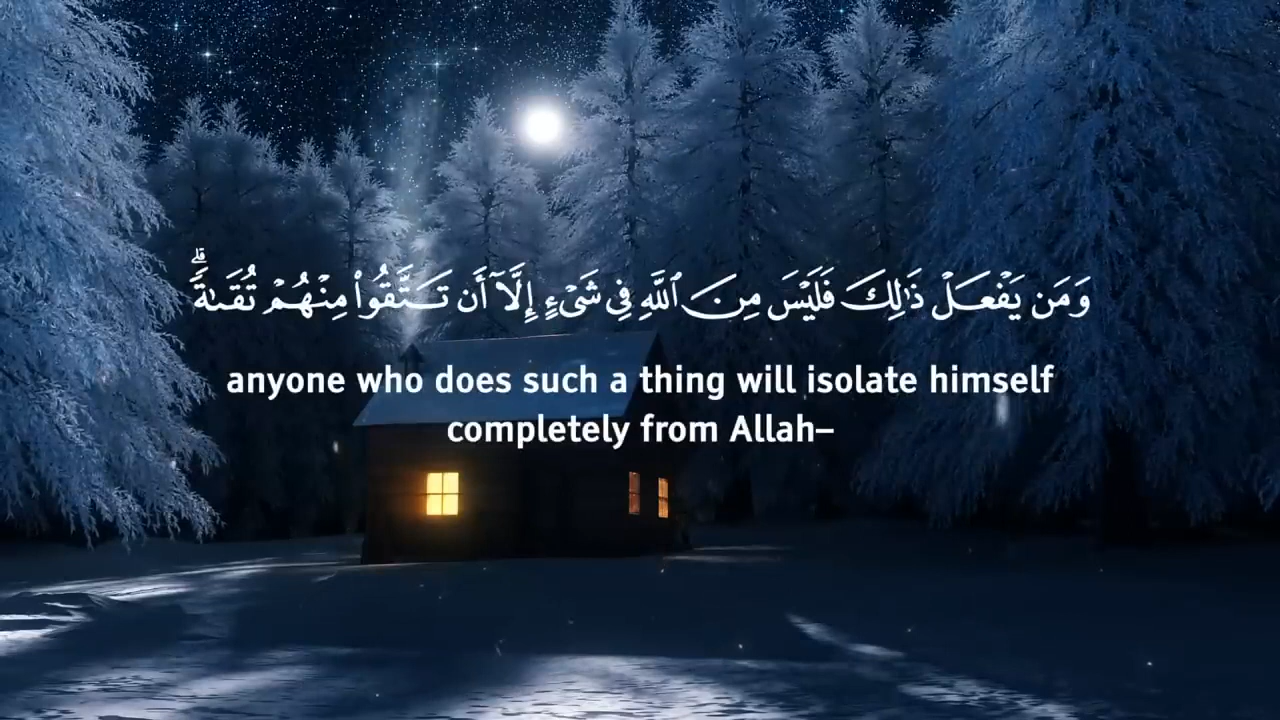 وَمَن يَفْعَلْ ذَٰلِكَ فَلَيْسَ مِنَ ٱللَّهِ فِى شَىْءٍ إِلَّآ أَن تَتَّقُوا۟ مِنْهُمْ تُقَىٰةً ۗ
anyone who does such a thing will isolate himself
completely from Allah–